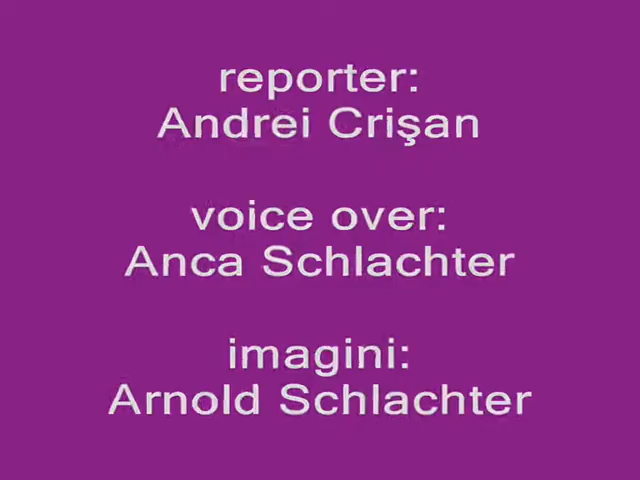 reporter:
Andrei Crişan
voice over:
Anca Schlachter
imagini:
Arnold Schlachter